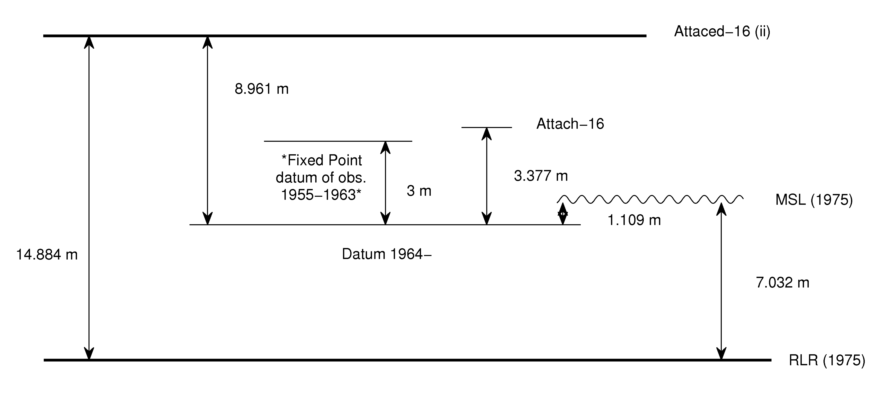 Attaced−16 (ii)
8.961 m
Attach−16
*Fixed Point
datum of obs.
1955−1963*
3 m
3.377 m
MSL (1975)
1.109 m
14.884 m
Datum 1964−
7.032 m
RLR (1975)